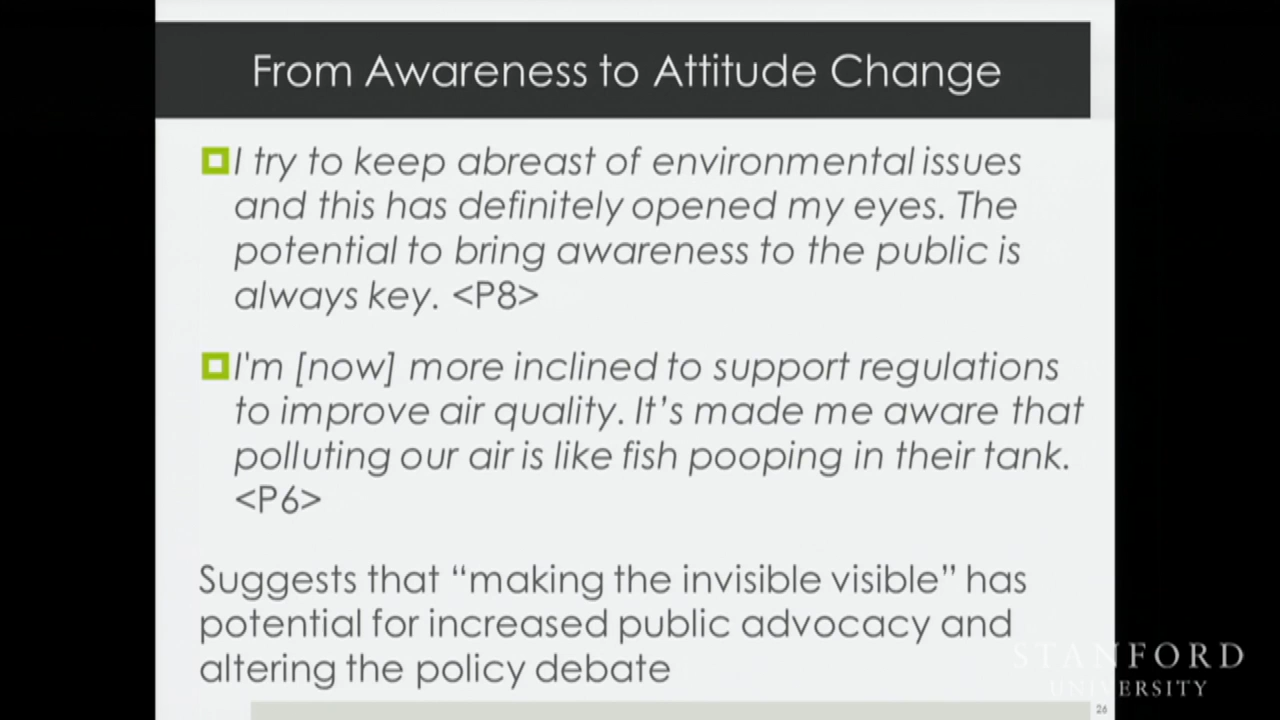 From Awareness to Attitude Change
I try to keep abreast of environmental issues
and this has definitely opened my eyes. The
potential to bring awareness to the public is
always key. <P8>
I'm [now] more inclined to support regulations
to improve air quality. It’s made me aware that
polluting our air is like fish pooping in their tank.
<P6>
Suggests that “making the invisible visible” has
potential for increased public advocacy and
altering the policy debate
STANFORD
UNIVERSITY
26